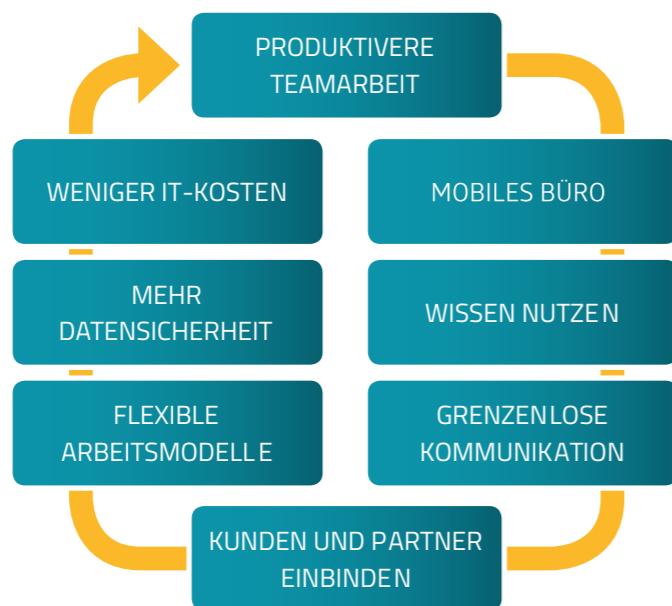 PRODUKTIVERE
TEAMARBEIT
WENIGER IT-KOSTEN
MOBILES BÜRO
MEHR
DATENSICHERHEIT
WISSEN NUTZEN
FLEXIBLE
ARBEITSMODELLE
GRENZENLOSE
KOMMUNIKATION
KUNDEN UND PARTNER
EINBINDEN